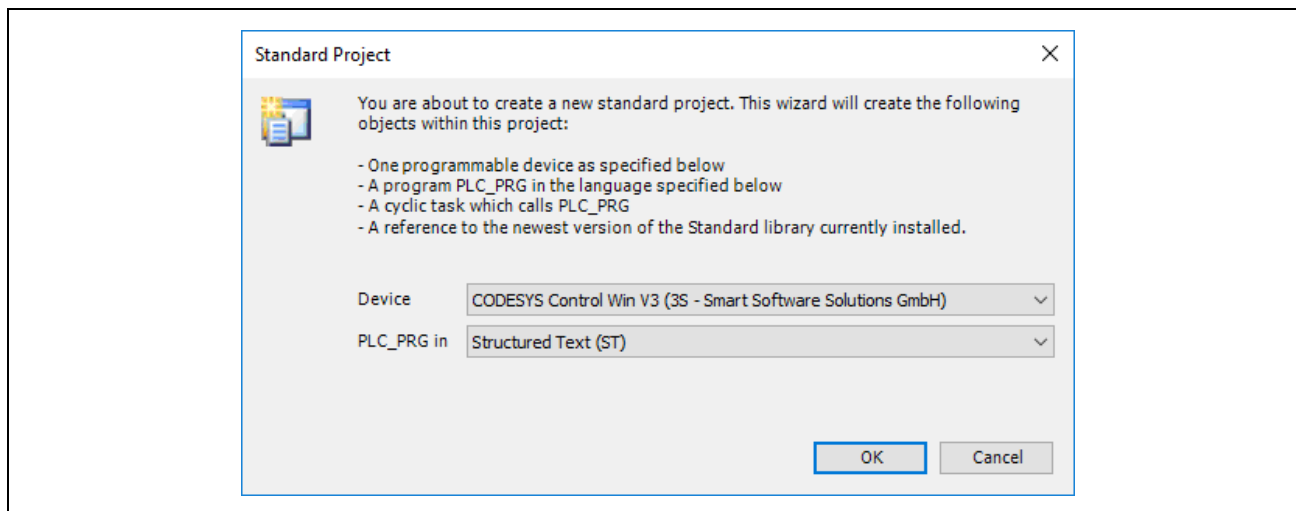 Standard Project
You are about to create a new standard project. This wizard will create the following
objects within this project:
- One programmable device as specified below
- A program PLC_PRG in the language specified below
- A cyclic task which calls PLC_PRG
- A reference to the newest version of the Standard library currently installed.
Device CODESYS Control Win V3 (3S - Smart Software Solutions GmbH)
PLC_PRG in Structured Text (ST)
OK Cancel